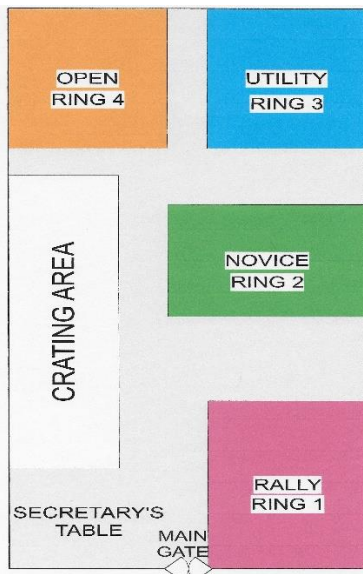 OPEN
RING 4
UTILITY
RING 3
NOVICE
RING 2
CRATING AREA
RALLY
RING 1
SECRETARY'S
TABLE
MAIN
GATE